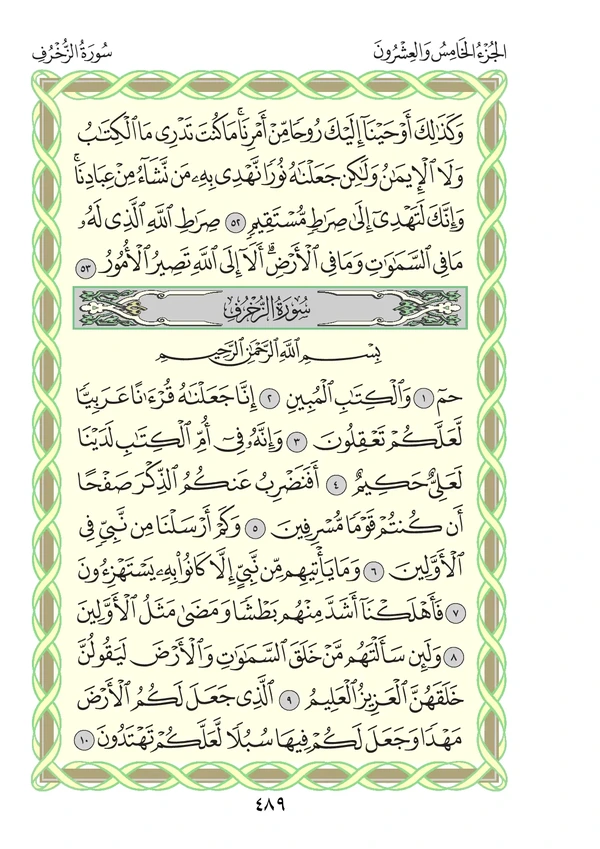 الجُزْءُ الخَامِسُ وَالعِشْرُونَ
سُورَةُ الزُّخْرُفِ
وَكَذَٰلِكَ أَوْحَيْنَآ إِلَيْكَ رُوحًا مِّنْ أَمْرِنَا ۚ مَا كُنتَ تَدْرِى مَا ٱلْكِتَٰبُ
وَلَا ٱلْإِيمَٰنُ وَلَٰكِن جَعَلْنَٰهُ نُورًا نَّهْدِى بِهِۦ مَن نَّشَآءُ مِنْ عِبَادِنَا ۚ
وَإِنَّكَ لَتَهْدِىٓ إِلَىٰ صِرَٰطٍ مُّسْتَقِيمٍ ٥٢ صِرَٰطِ ٱللَّهِ ٱلَّذِى لَهُۥ
مَا فِى ٱلسَّمَٰوَٰتِ وَمَا فِى ٱلْأَرْضِ ۗ أَلَآ إِلَى ٱللَّهِ تَصِيرُ ٱلْأُمُورُ ٥٣
سُورَةُ الزُّخْرُفِ
بِسْمِ ٱللَّهِ ٱلرَّحْمَٰنِ ٱلرَّحِيمِ
حمٓ ١ وَٱلْكِتَٰبِ ٱلْمُبِينِ ٢ إِنَّا جَعَلْنَٰهُ قُرْءَٰنًا عَرَبِيًّا
لَّعَلَّكُمْ تَعْقِلُونَ ٣ وَإِنَّهُۥ فِىٓ أُمِّ ٱلْكِتَٰبِ لَدَيْنَا
لَعَلِىٌّ حَكِيمٌ ٤ أَفَنَضْرِبُ عَنكُمُ ٱلذِّكْرَ صَفْحًا
أَن كُنتُمْ قَوْمًا مُّسْرِفِينَ ٥ وَكَمْ أَرْسَلْنَا مِن نَّبِىٍّ فِى
ٱلْأَوَّلِينَ ٦ وَمَا يَأْتِيهِم مِّن نَّبِىٍّ إِلَّا كَانُوا۟ بِهِۦ يَسْتَهْزِءُونَ
٧ فَأَهْلَكْنَآ أَشَدَّ مِنْهُم بَطْشًا وَمَضَىٰ مَثَلُ ٱلْأَوَّلِينَ
٨ وَلَئِن سَأَلْتَهُم مَّنْ خَلَقَ ٱلسَّمَٰوَٰتِ وَٱلْأَرْضَ لَيَقُولُنَّ
خَلَقَهُنَّ ٱلْعَزِيزُ ٱلْعَلِيمُ ٩ ٱلَّذِى جَعَلَ لَكُمُ ٱلْأَرْضَ
مَهْدًا وَجَعَلَ لَكُمْ فِيهَا سُبُلًا لَّعَلَّكُمْ تَهْتَدُونَ ١٠
٤٨٩